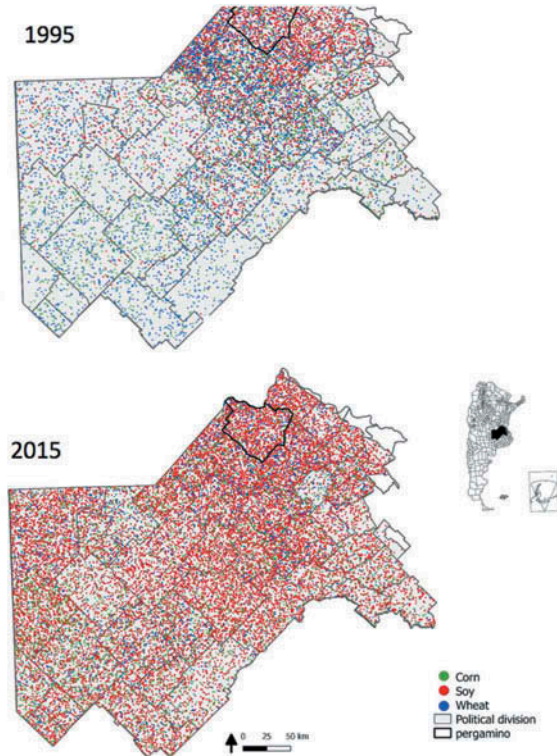 1995
2015
Corn
Soy
Wheat
Political division
pergamino
0 25 50 km